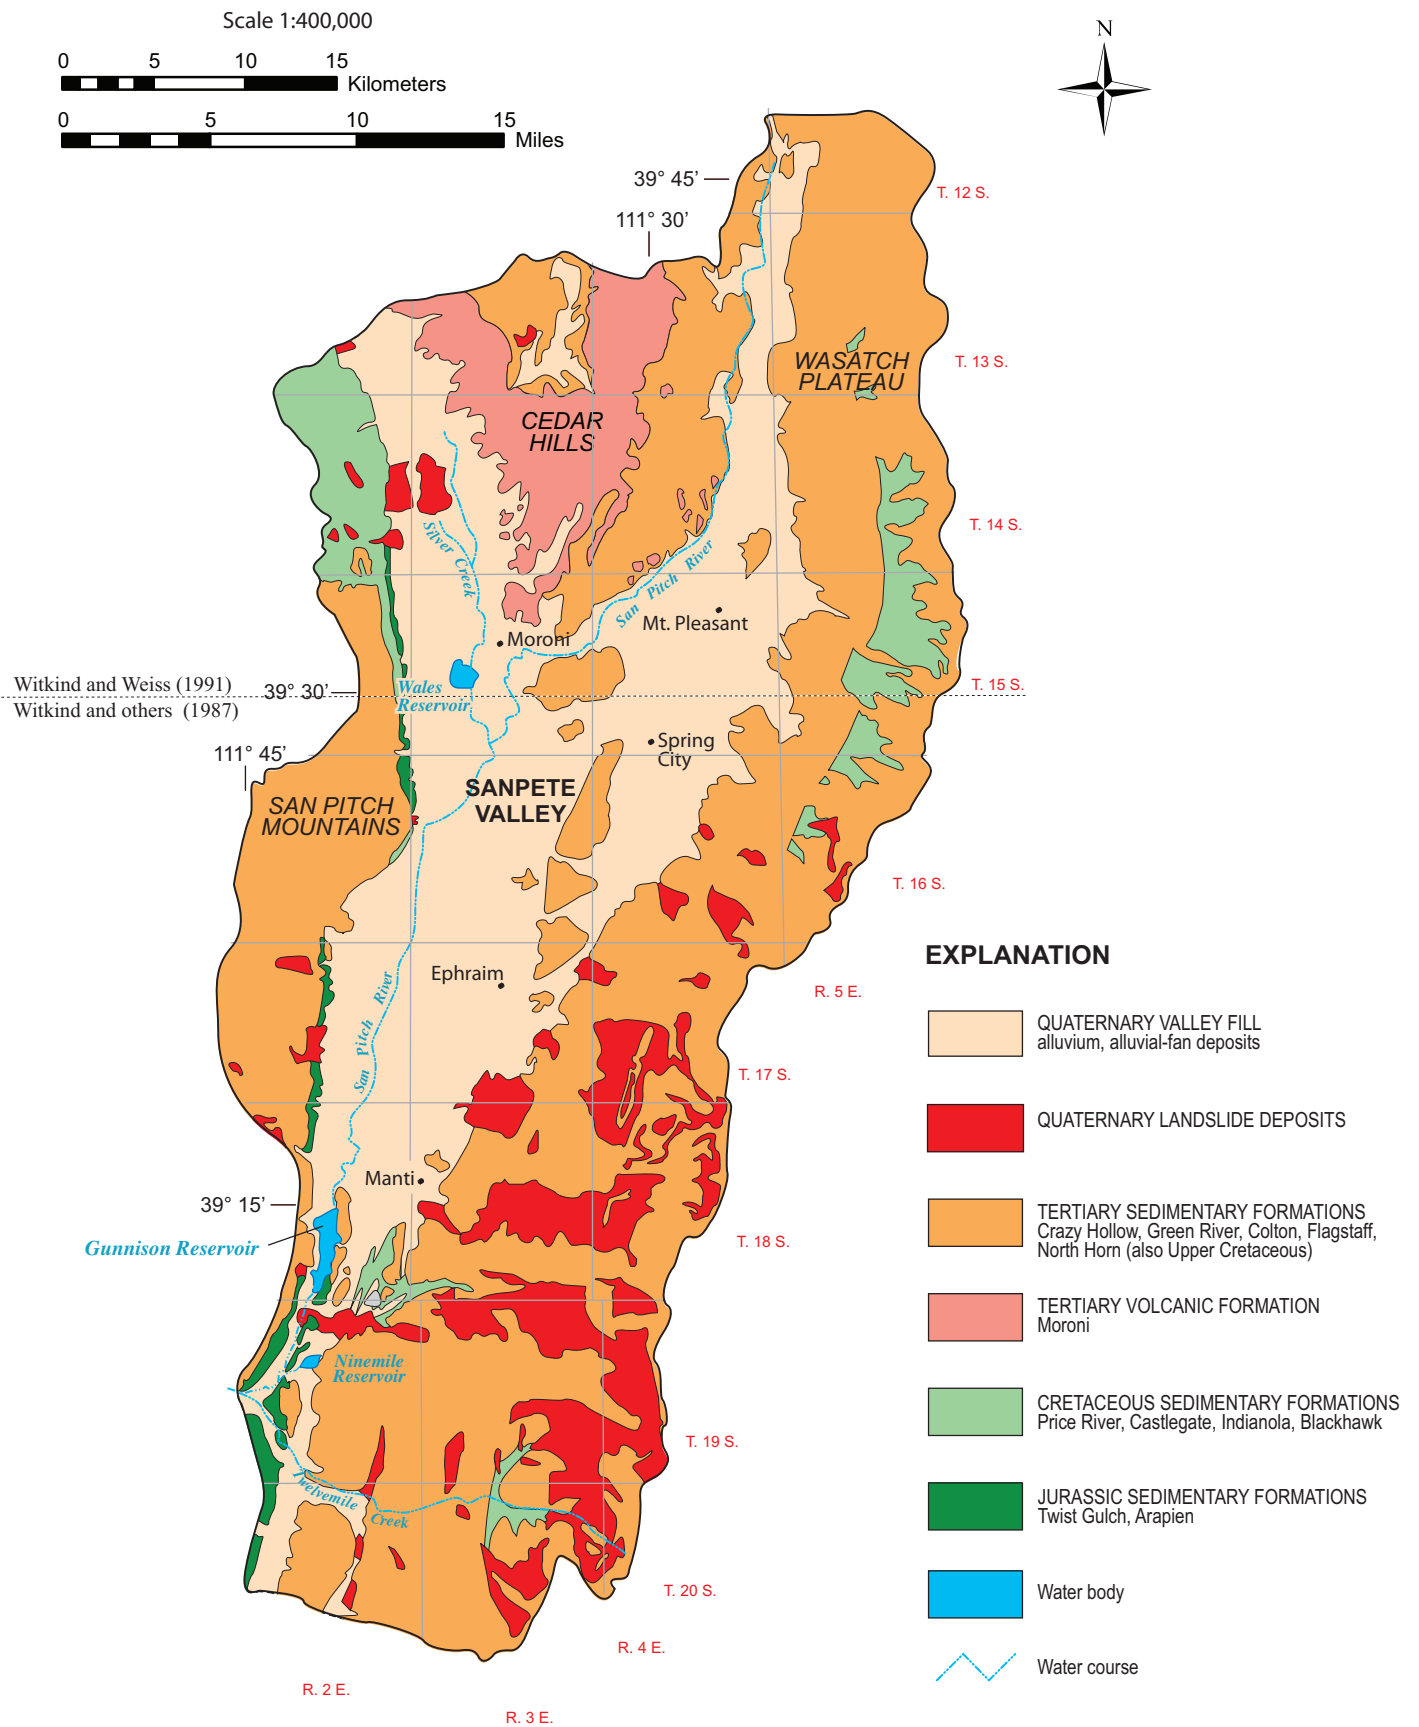 Scale 1:400,000
0 5 10 15
Kilometers
0 5 10 15
Miles
N
39° 45’
111° 30’
T. 12 S.
WASATCH
PLATEAU
T. 13 S.
CEDAR
HILLS
T. 14 S.
Silver Creek
San Pitch River
Mt. Pleasant
Moroni
Witkind and Weiss (1991)
39° 30’
Witkind and others (1987)
Wales
Reservoir
T. 15 S.
111° 45’
Spring
City
SANPETE
VALLEY
SAN PITCH
MOUNTAINS
T. 16 S.
Ephraim
San Pitch River
R. 5 E.
T. 17 S.
Manti
39° 15’
Gunnison Reservoir
T. 18 S.
Ninemile
Reservoir
T. 19 S.
Twelvemile
Creek
T. 20 S.
R. 4 E.
R. 2 E.
R. 3 E.
EXPLANATION
QUATERNARY VALLEY FILL
alluvium, alluvial-fan deposits
QUATERNARY LANDSLIDE DEPOSITS
TERTIARY SEDIMENTARY FORMATIONS
Crazy Hollow, Green River, Colton, Flagstaff,
North Horn (also Upper Cretaceous)
TERTIARY VOLCANIC FORMATION
Moroni
CRETACEOUS SEDIMENTARY FORMATIONS
Price River, Castlegate, Indianola, Blackhawk
JURASSIC SEDIMENTARY FORMATIONS
Twist Gulch, Arapien
Water body
Water course